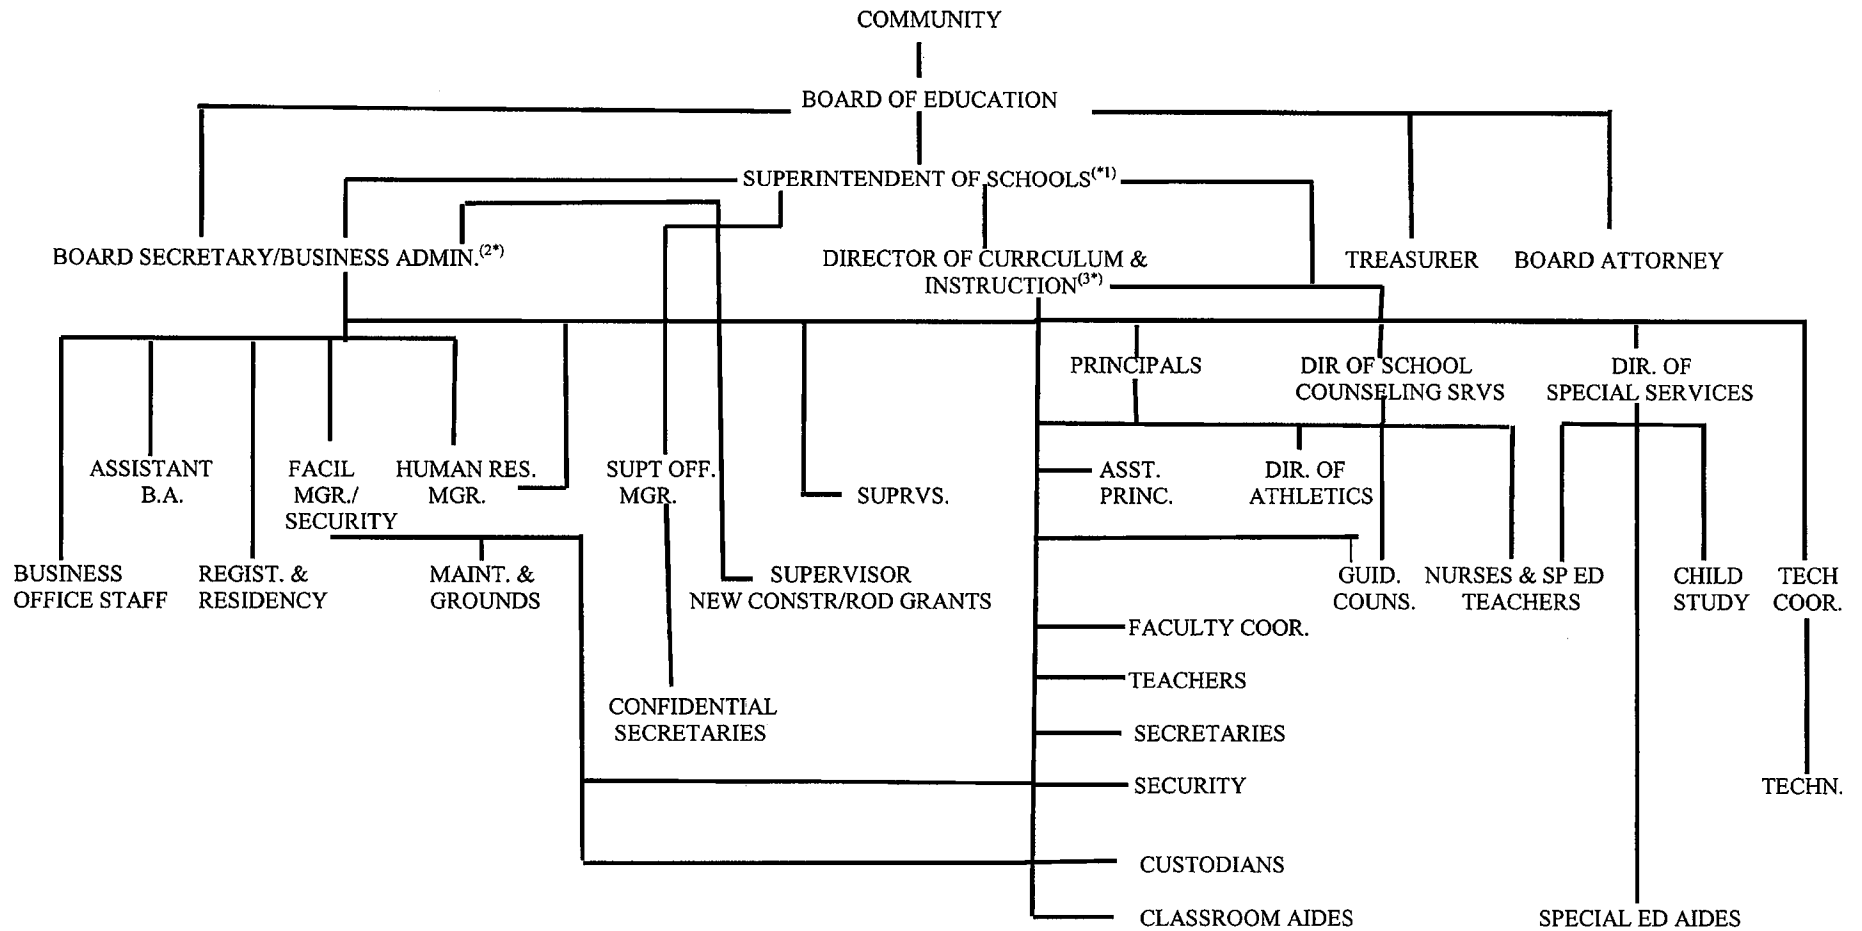 COMMUNITY
BOARD OF EDUCATION
SUPERINTENDENT OF SCHOOLS(*1)
BOARD SECRETARY/BUSINESS ADMIN.(2*)
DIRECTOR OF CURRCULUM &
INSTRUCTION(3*)
TREASURER
BOARD ATTORNEY
PRINCIPALS
DIR OF SCHOOL
COUNSELING SRVS
DIR. OF
SPECIAL SERVICES
ASSISTANT
B.A.
FACIL
MGR./
SECURITY
HUMAN RES.
MGR.
SUPT OFF.
MGR.
SUPRVS.
ASST.
PRINC.
DIR. OF
ATHLETICS
BUSINESS
OFFICE STAFF
REGIST. &
RESIDENCY
MAINT. &
GROUNDS
SUPERVISOR
NEW CONSTR/ROD GRANTS
GUID.
COUNS.
NURSES & SP ED
TEACHERS
CHILD
STUDY
TECH
COOR.
FACULTY COOR.
TEACHERS
CONFIDENTIAL
SECRETARIES
SECRETARIES
SECURITY
TECHN.
CUSTODIANS
CLASSROOM AIDES
SPECIAL ED AIDES